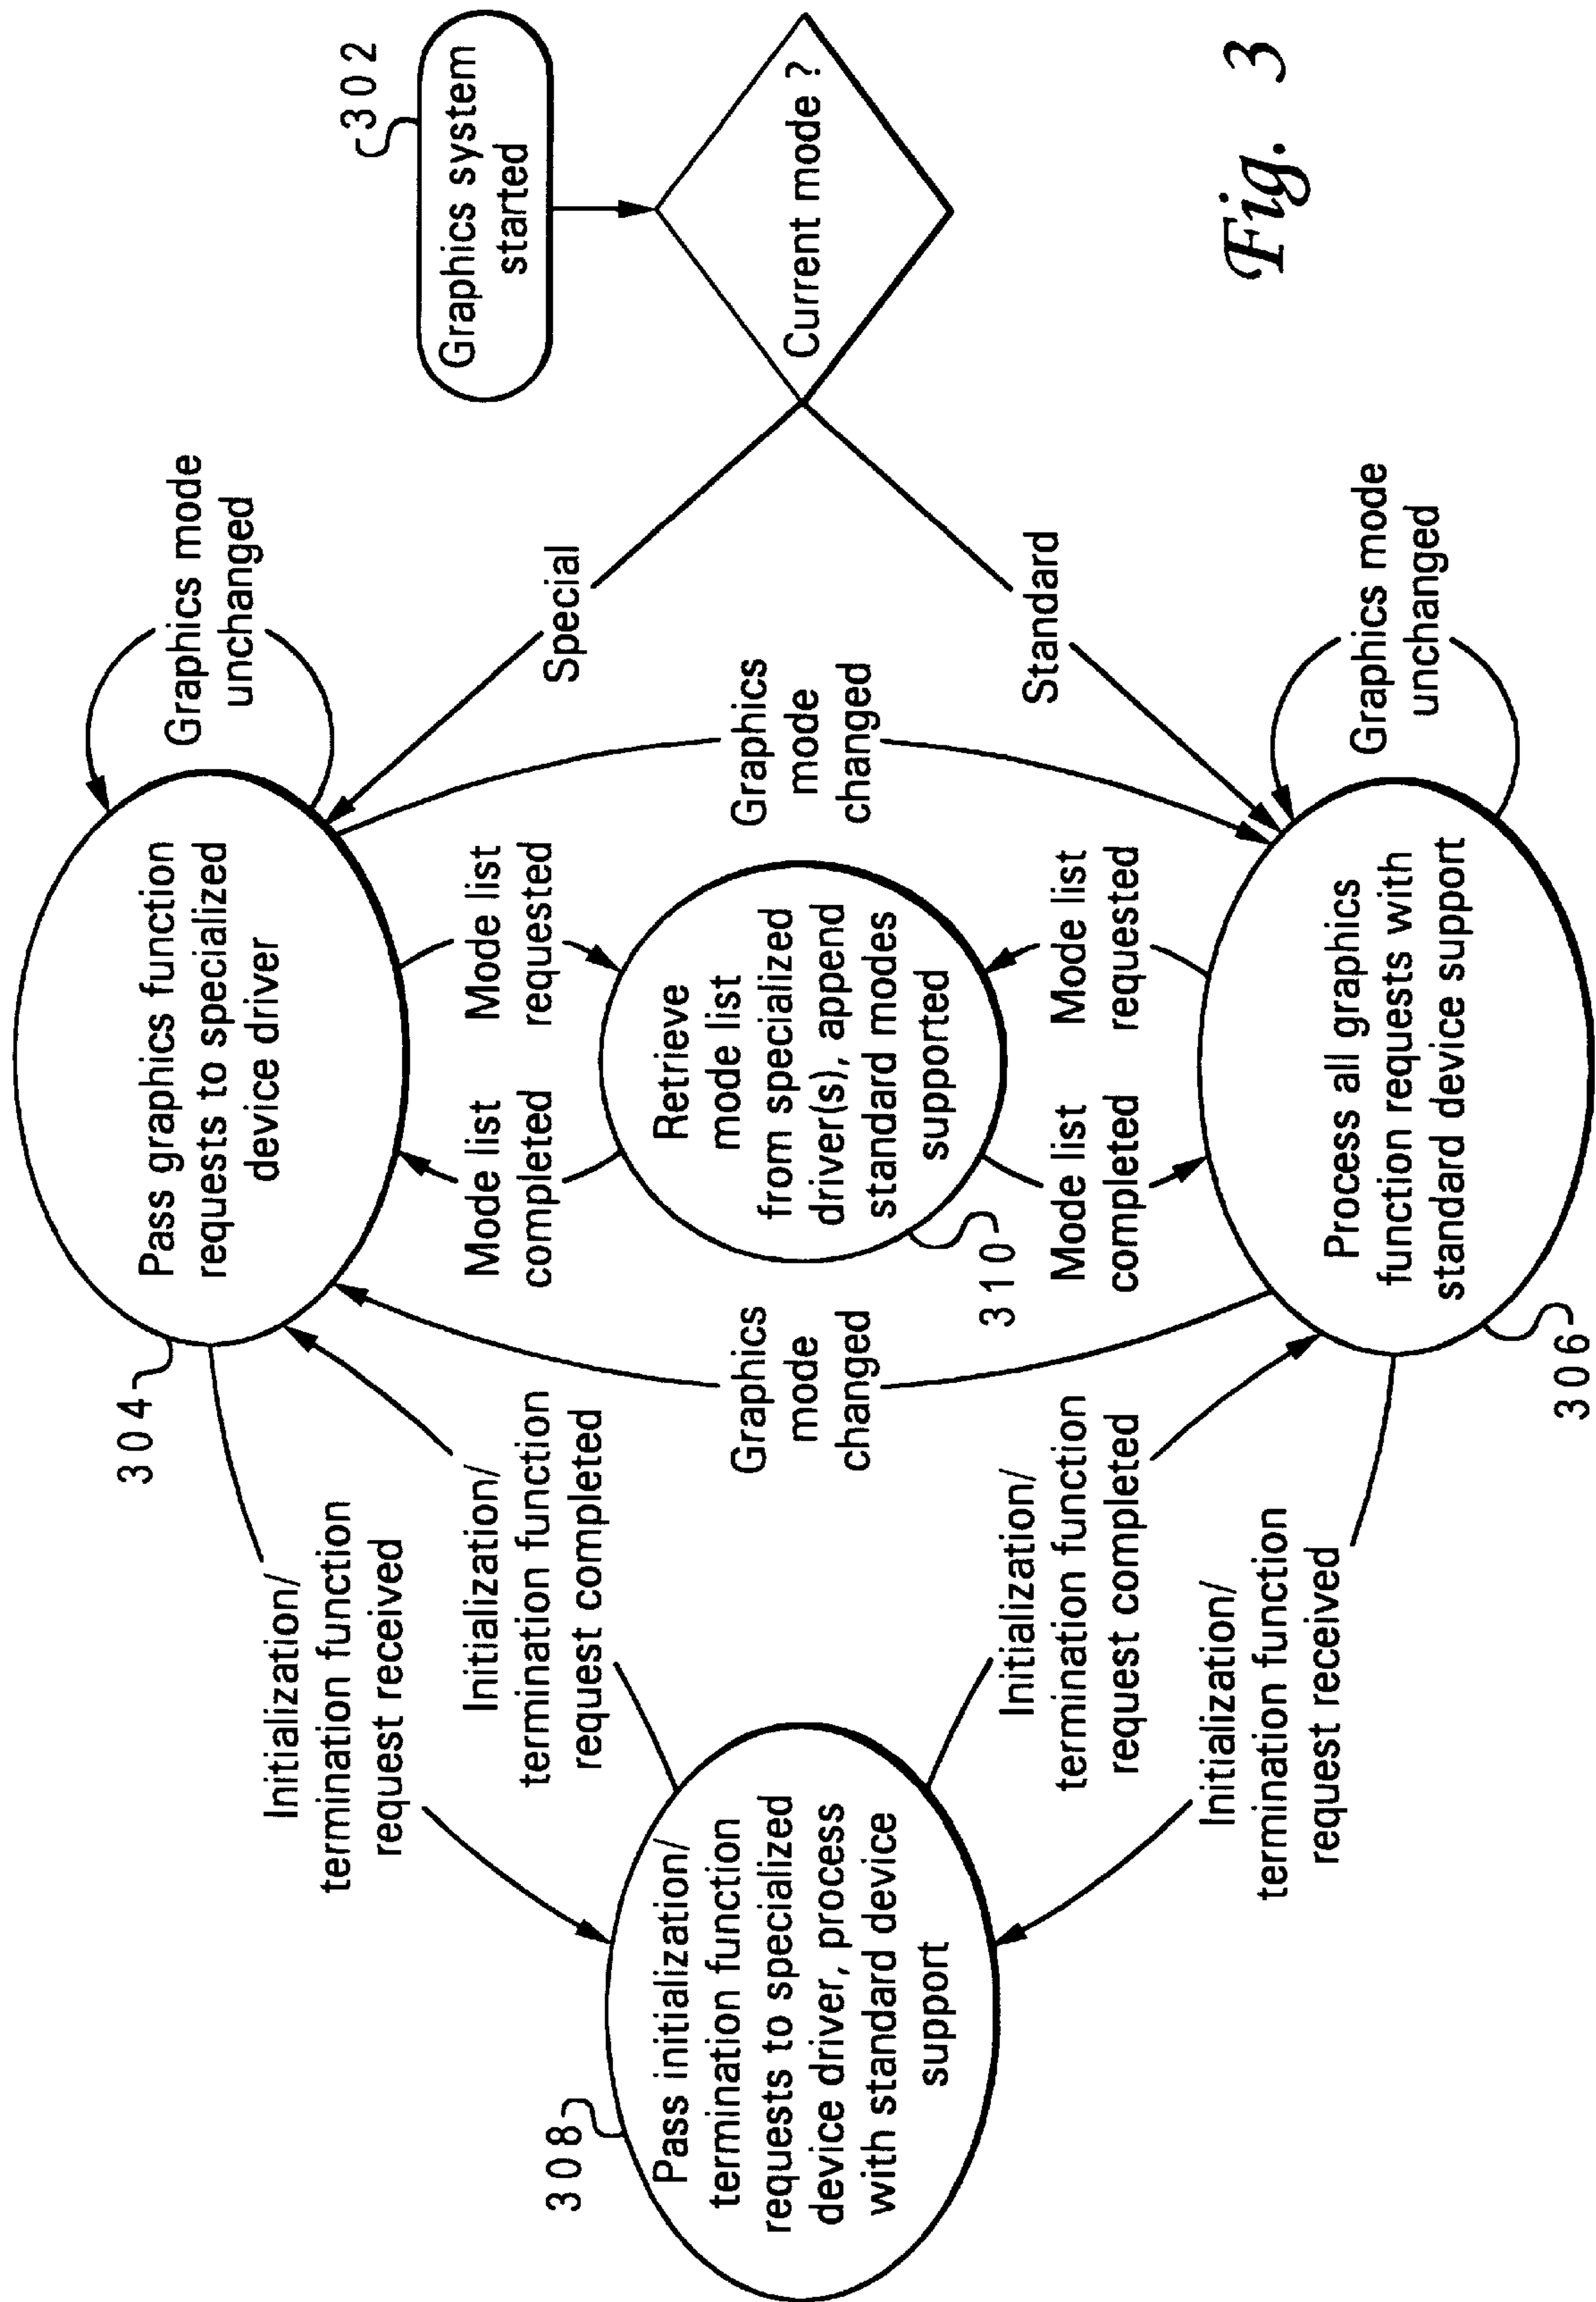 302
Graphics system
started
Current mode ?
Special
Standard
Graphics mode
unchanged
304
Pass graphics function
requests to specialized
device driver
Graphics
mode
changed
Mode list
requested
Mode list
completed
Retrieve
mode list
from specialized
driver(s), append
standard modes
supported
310
Mode list
requested
Mode list
completed
Graphics mode
unchanged
Process all graphics
function requests with
standard device support
306
Graphics
mode
changed
Initialization/
termination function
request received
Initialization/
termination function
request completed
Initialization/
termination function
request completed
Initialization/
termination function
request received
308
Pass initialization/
termination function
requests to specialized
device driver, process
with standard device
support
Fig. 3